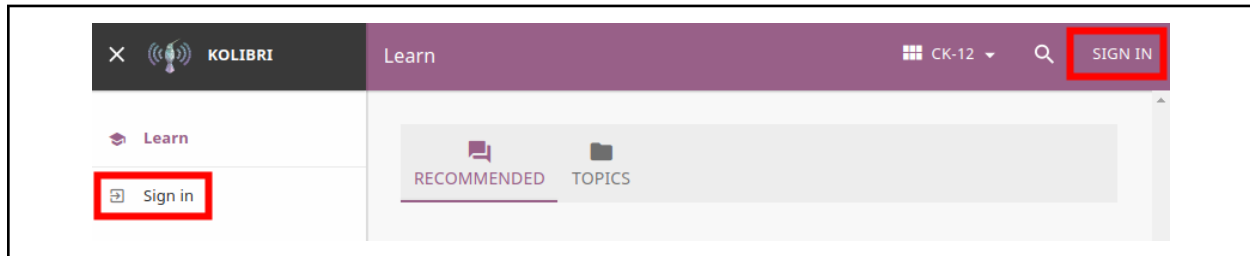 KOLIBRI Learn CK-12 SIGN IN
Learn
RECOMMENDED TOPICS
Sign in